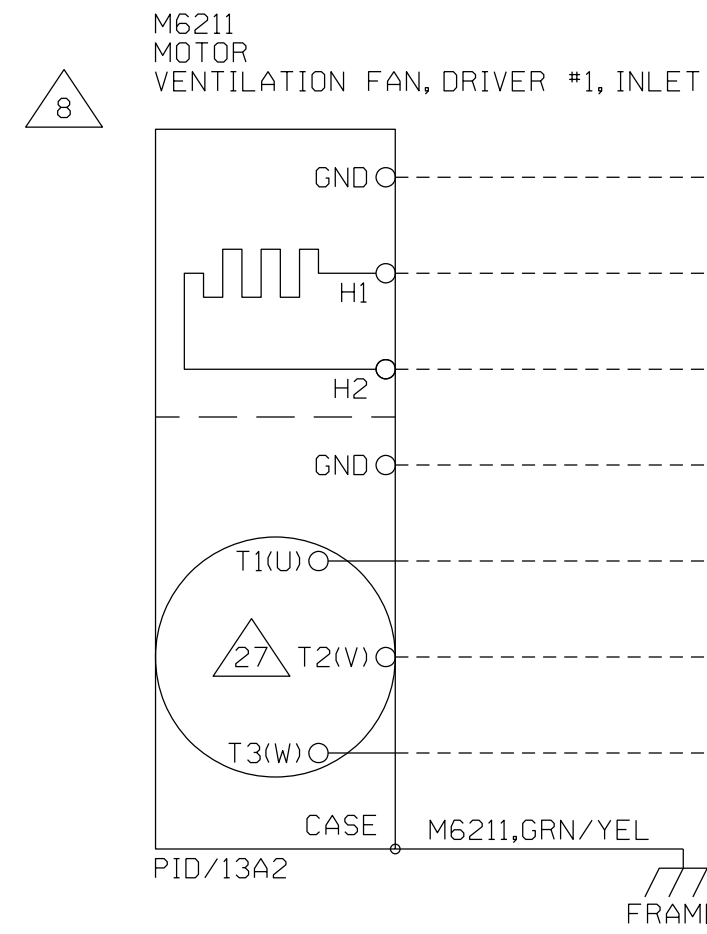 M6211
MOTOR
VENTILATION FAN, DRIVER #1, INLET
8
GND
H1
H2
GND
T1(U)
27 T2(V)
T3(W)
CASE
M6211,GRN/YEL
PID/13A2